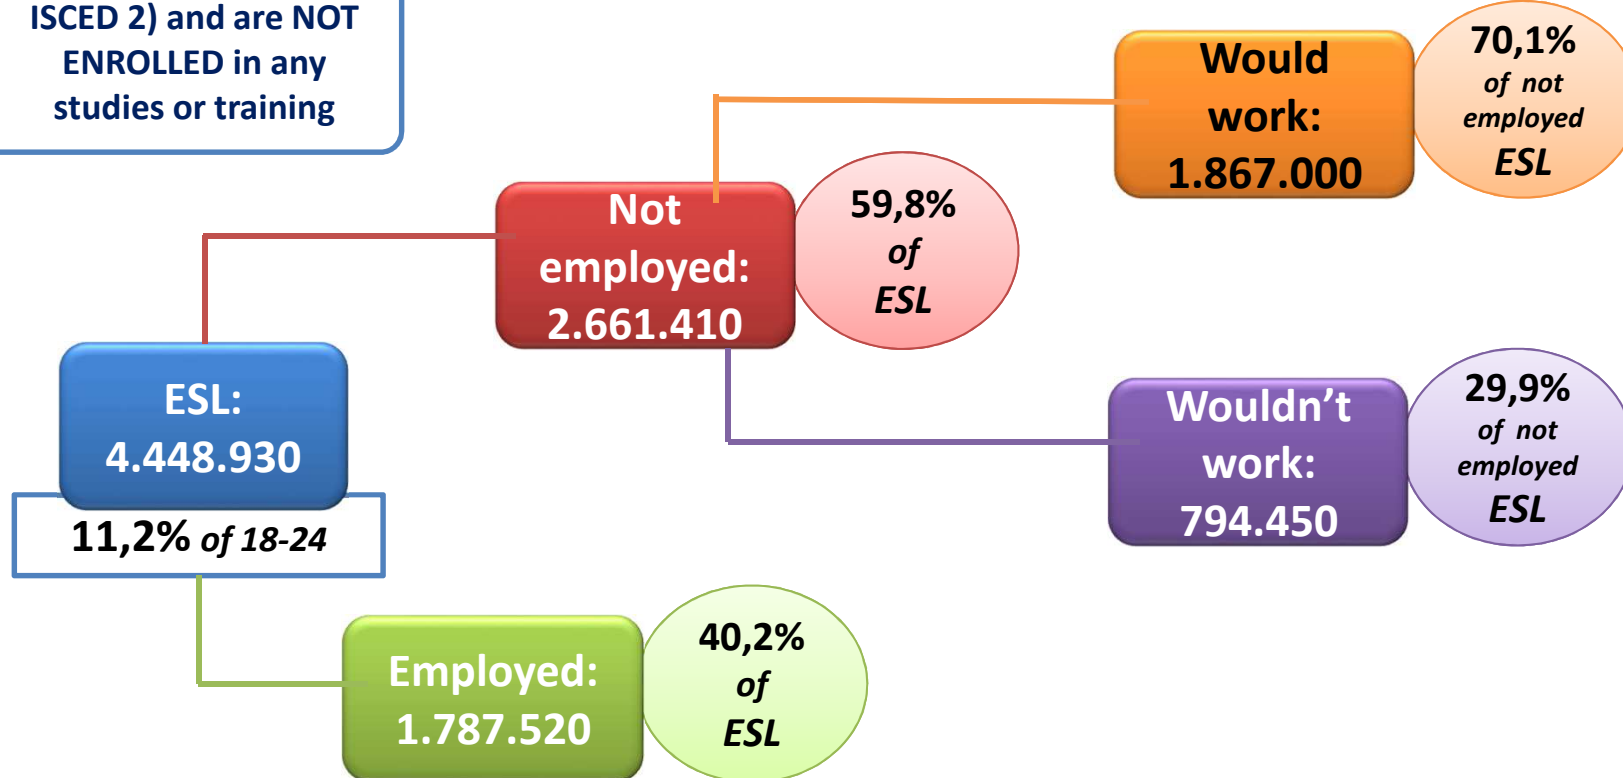 ISCED 2) and are NOT
ENROLLED in any
studies or training
Would
work:
1.867.000
70,1%
of not
employed
ESL
Not
employed:
2.661.410
59,8%
of
ESL
ESL:
4.448.930
11,2% of 18-24
Wouldn’t
work:
794.450
29,9%
of not
employed
ESL
Employed:
1.787.520
40,2%
of
ESL